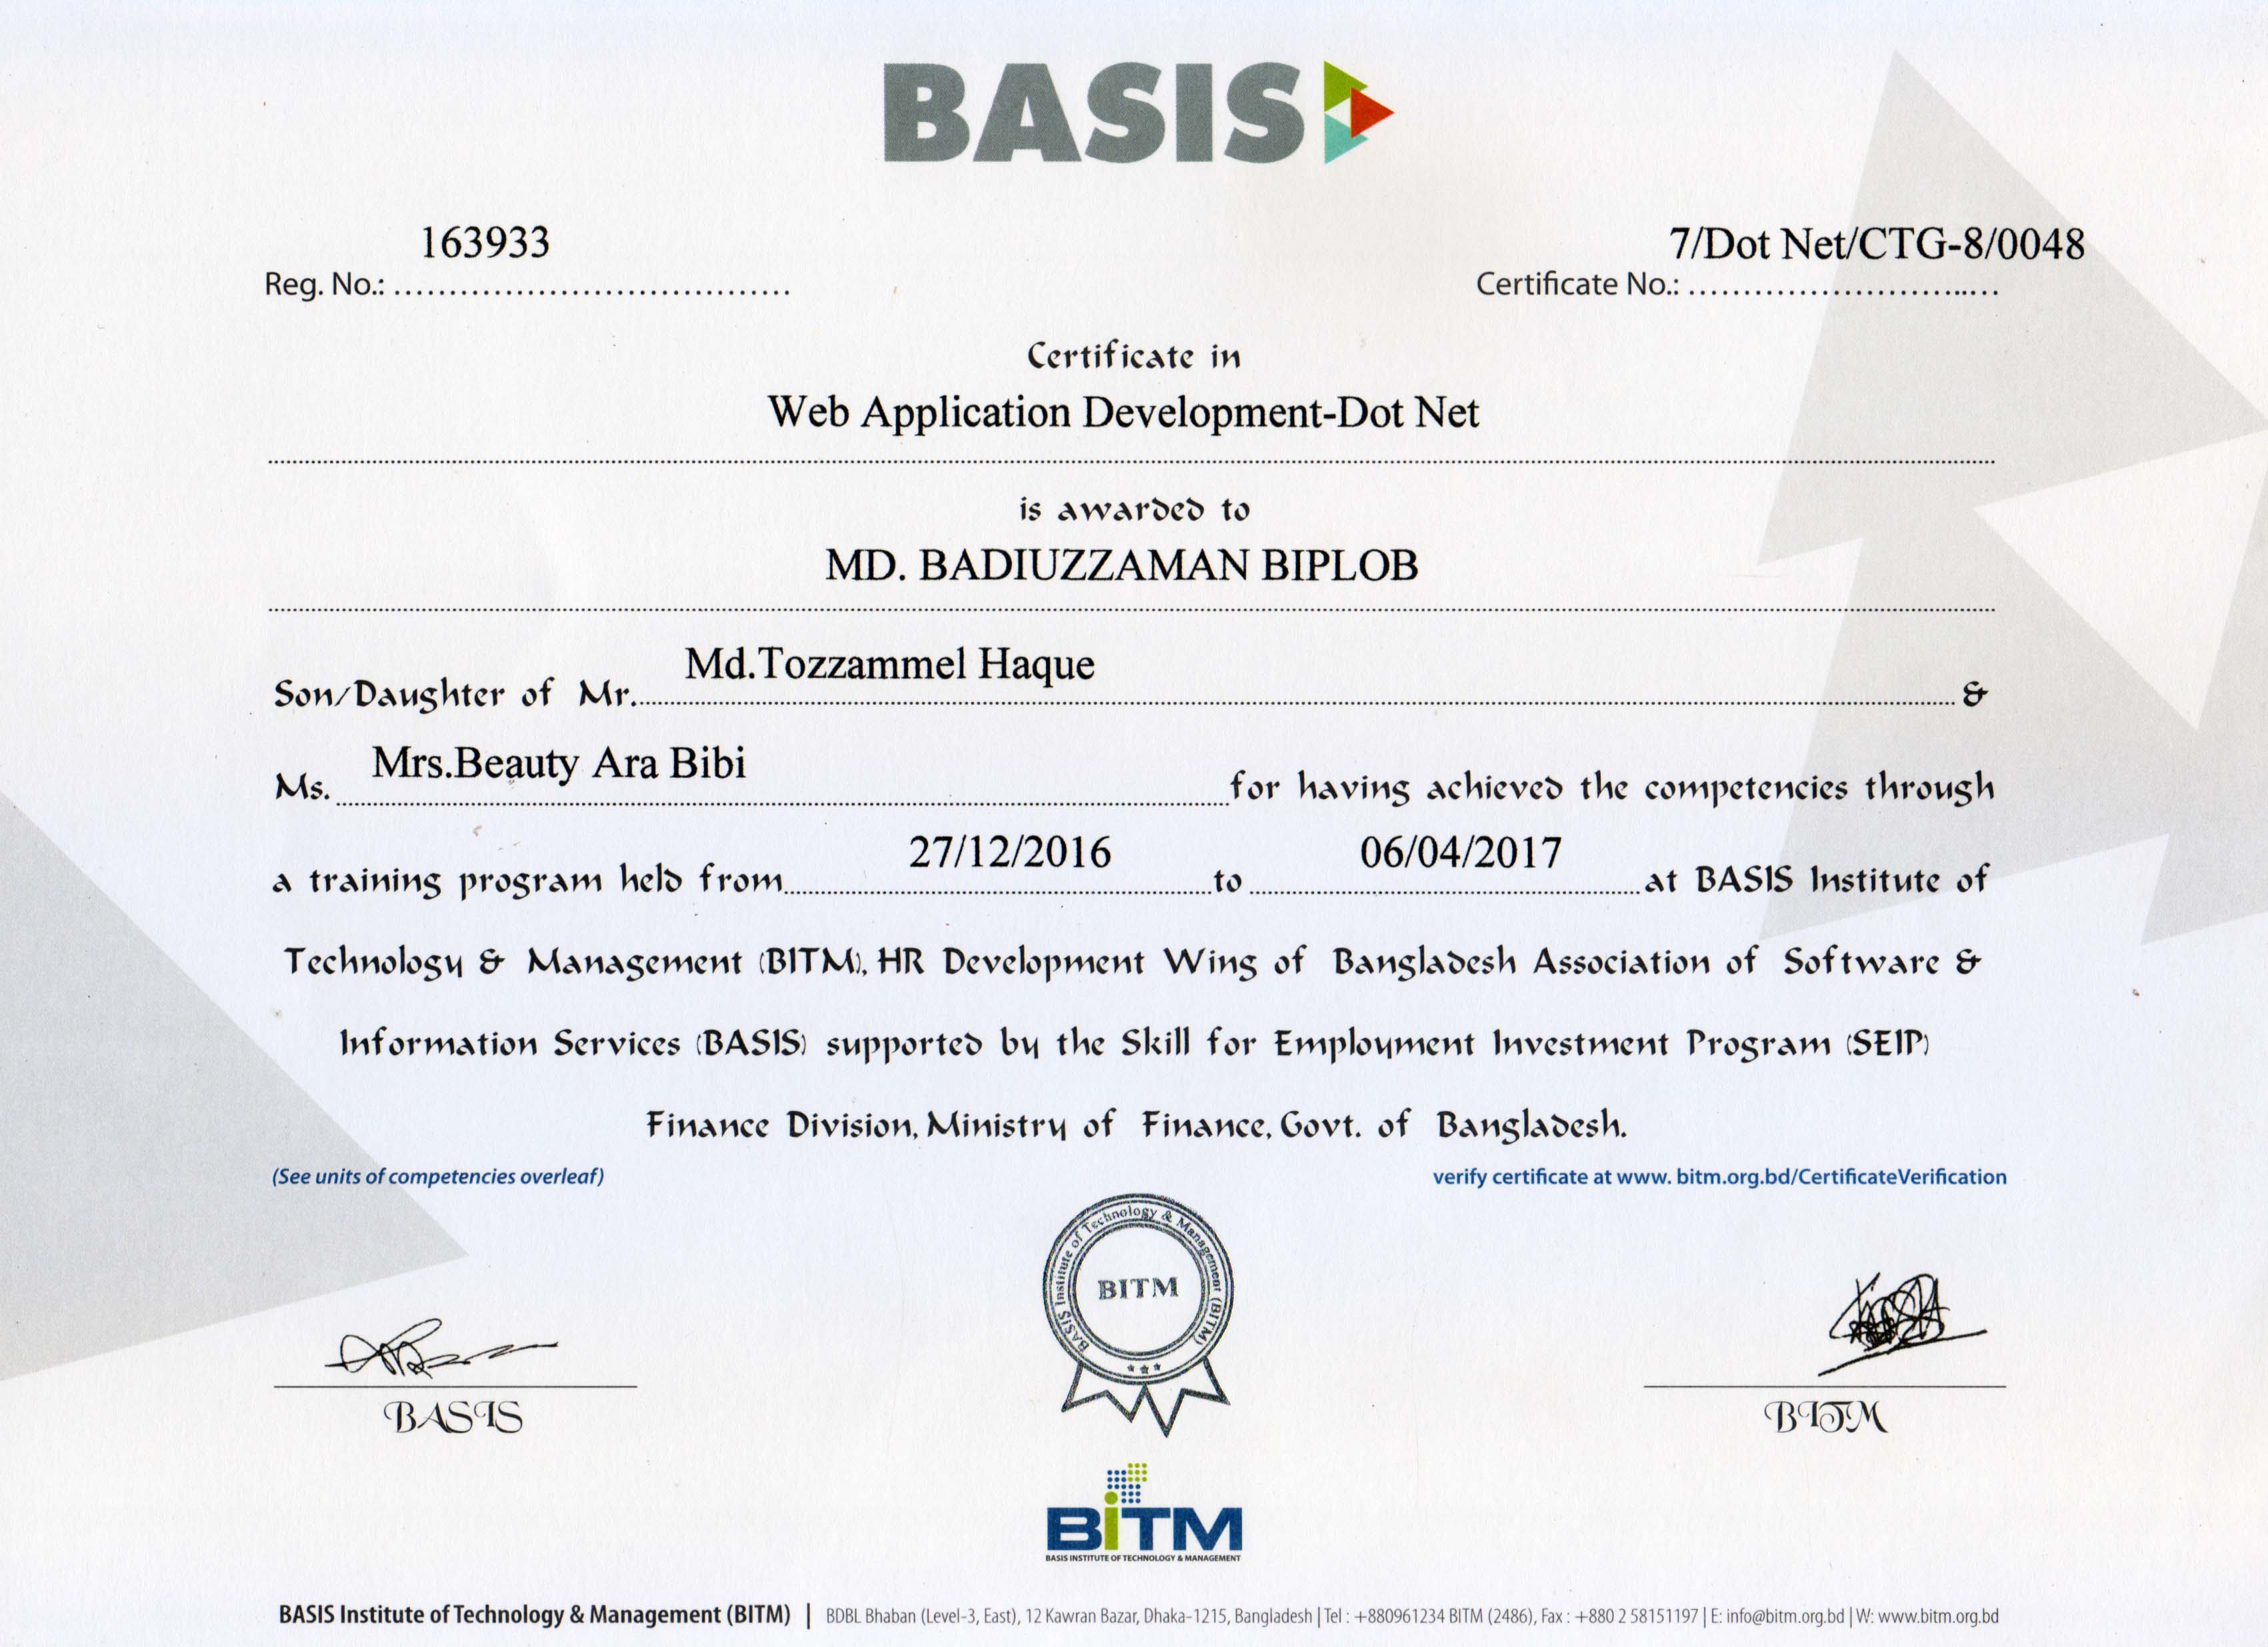 BASIS
163933
Reg. No.: ....................................
7/Dot Net/CTG-8/0048
Certificate No.: ..............................
Certificate in
Web Application Development-Dot Net
is awarded to
MD. BADIUZZAMAN BIPLOB
Md.Tozzammel Haque
Son/Daughter of Mr. &
Mrs.Beauty Ara Bibi
Ms. for having achieved the competencies through
27/12/2016 06/04/2017
a training program held from to at BASIS Institute of
Technology & Management (BITM), HR Development Wing of Bangladesh Association of Software &
Information Services (BASIS) supported by the Skill for Employment Investment Program (SEIP)
Finance Division, Ministry of Finance, Govt. of Bangladesh.
(See units of competencies overleaf)
verify certificate at www. bitm.org.bd/CertificateVerification
BASIS Institute of Technology & Management (BITM)
BITM
BASIS
BITM
BiTM
BASIS INSTITUTE OF TECHNOLOGY & MANAGEMENT
BASIS Institute of Technology & Management (BITM) | BDBL Bhaban (Level-3, East), 12 Kawran Bazar, Dhaka-1215, Bangladesh | Tel : +880961234 BITM (2486), Fax : +880 2 58151197 | E: info@bitm.org.bd | W: www.bitm.org.bd